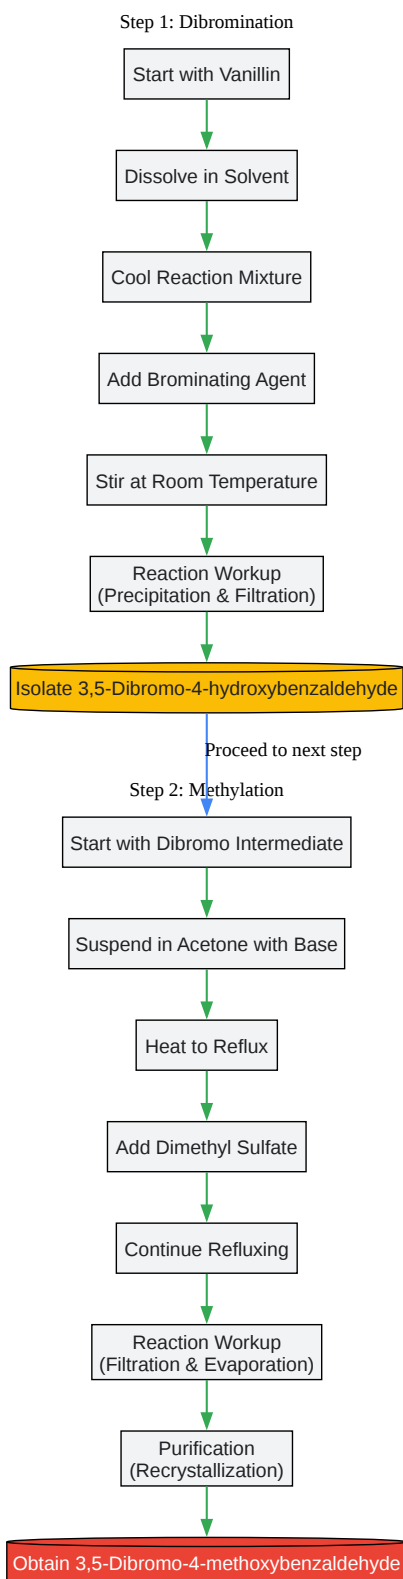 Step 1: Dibromination
Start with Vanillin
Dissolve in Solvent
Cool Reaction Mixture
Add Brominating Agent
Stir at Room Temperature
Reaction Workup
(Precipitation & Filtration)
Isolate 3,5-Dibromo-4-hydroxybenzaldehyde
Proceed to next step
Step 2: Methylation
Start with Dibromo Intermediate
Suspend in Acetone with Base
Heat to Reflux
Add Dimethyl Sulfate
Continue Refluxing
Reaction Workup
(Filtration & Evaporation)
Purification
(Recrystallization)
Obtain 3,5-Dibromo-4-methoxybenzaldehyde